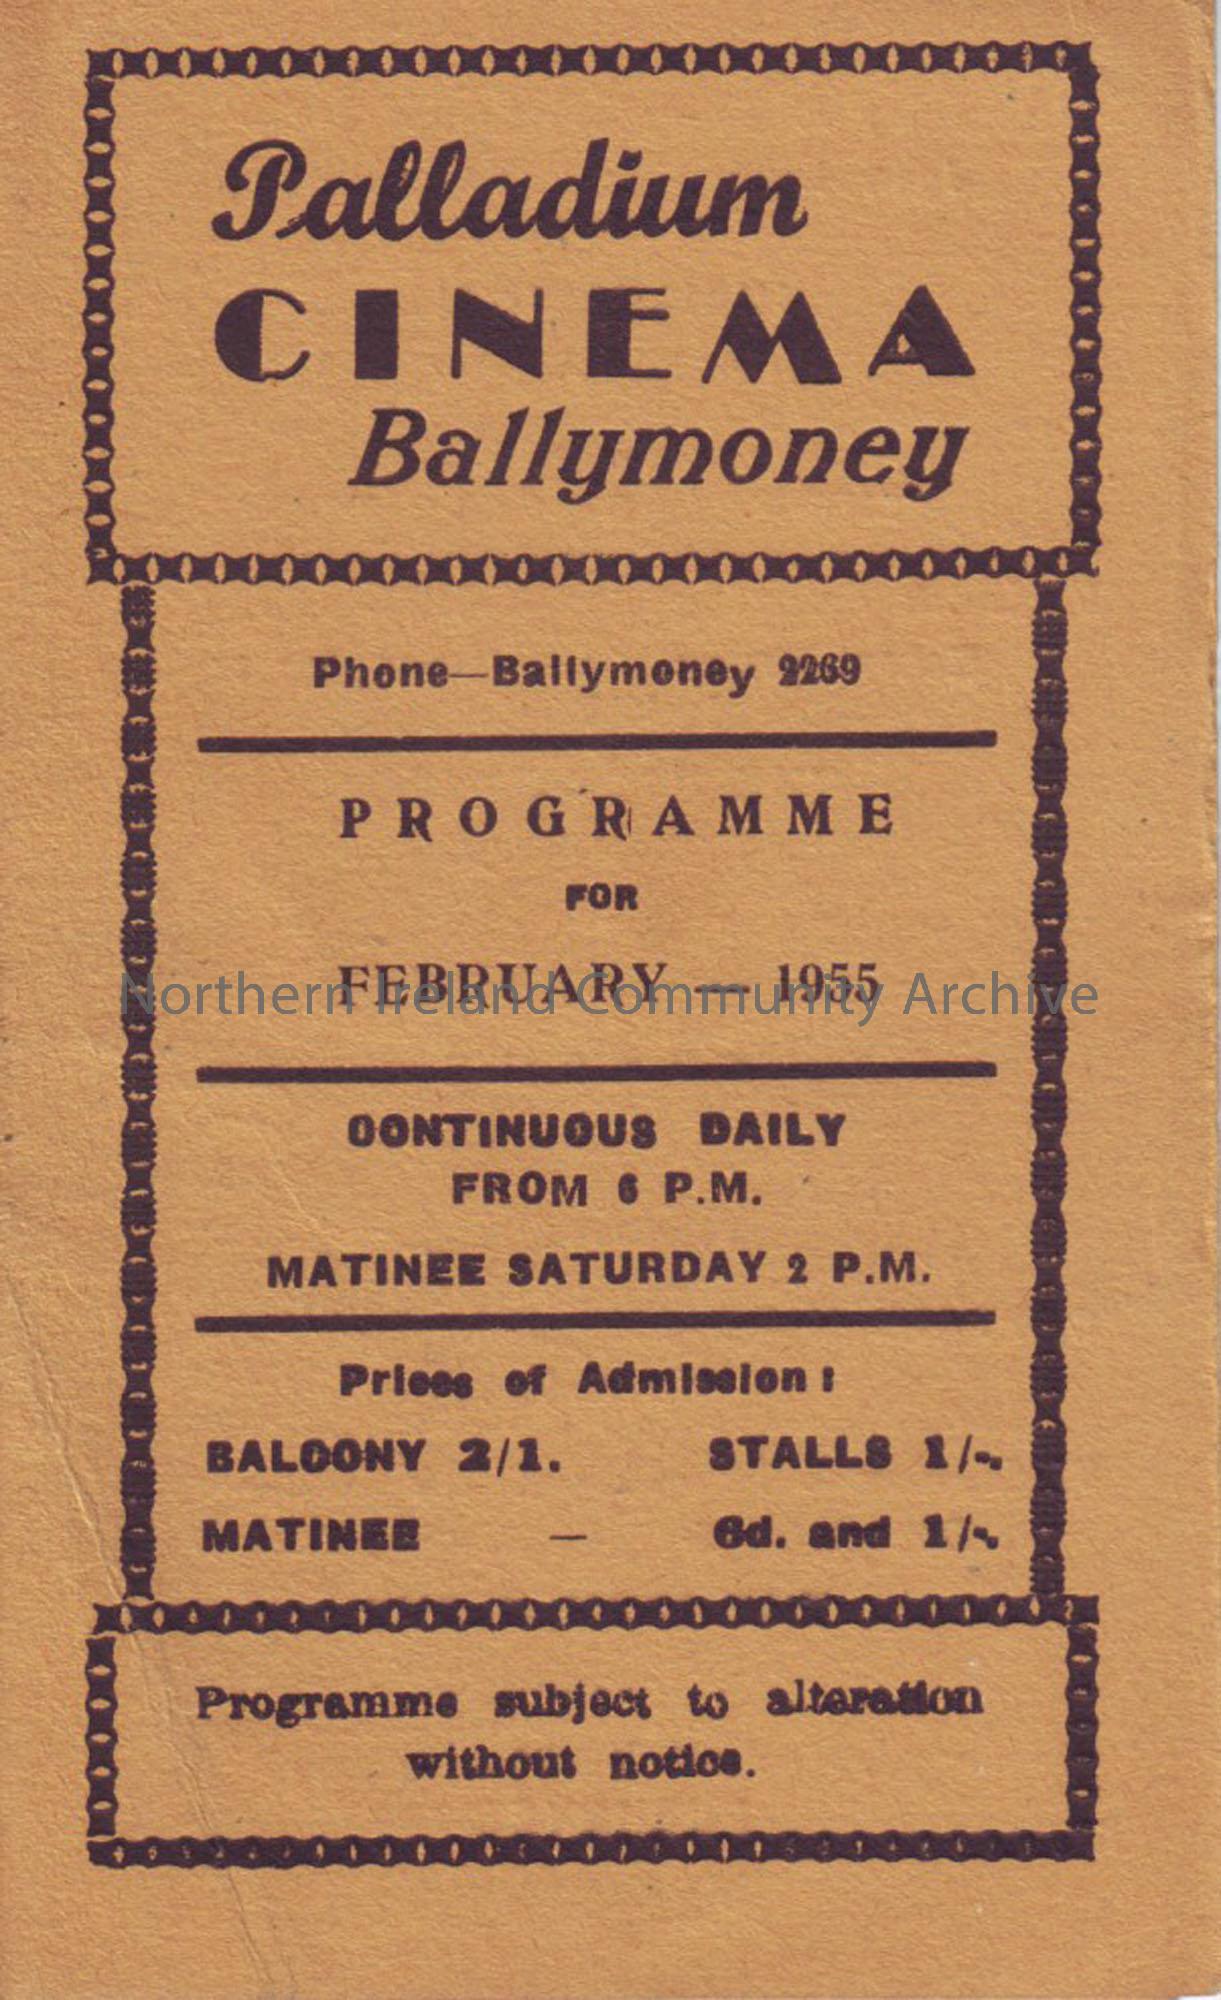 Palladium
CINEMA
Ballymoney
Phone—Ballymoney 2269
PROGRAMME
FOR
FEBRUARY — 1955
Northern Ireland Community Archive
CONTINUOUS DAILY
FROM 6 P.M.
MATINEE SATURDAY 2 P.M.
Prices of Admission :
BALCONY 2/1. STALLS 1/-.
MATINEE — 6d. and 1/-.
Programme subject to alteration
without notice.